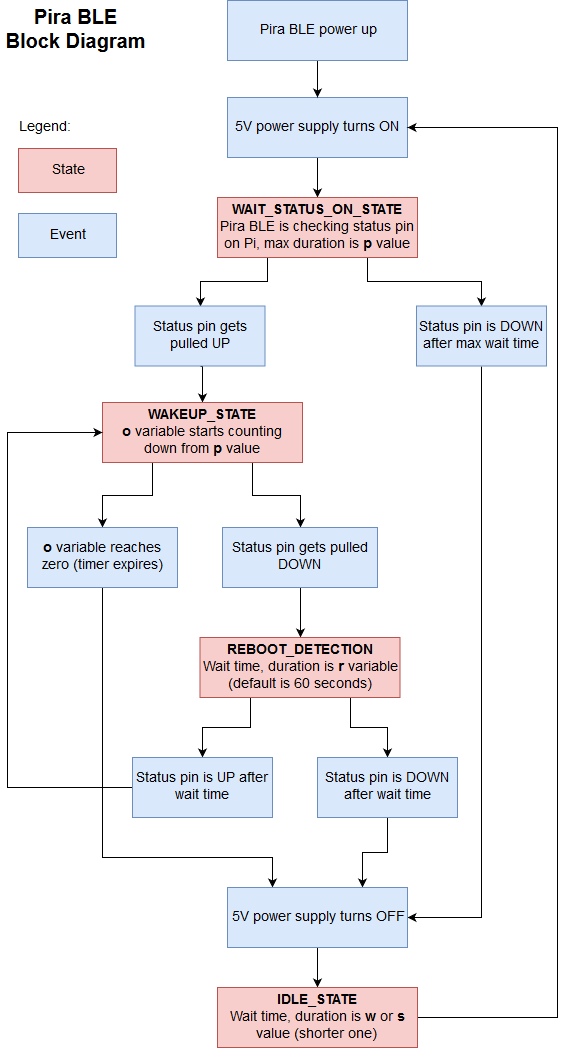 Pira BLE
Block Diagram
Pira BLE power up
5V power supply turns ON
Legend:
State
Event
WAIT_STATUS_ON_STATE
Pira BLE is checking status pin
on Pi, max duration is p value
Status pin gets
pulled UP
Status pin is DOWN
after max wait time
WAKEUP_STATE
o variable starts counting
down from p value
o variable reaches
zero (timer expires)
Status pin gets pulled
DOWN
REBOOT_DETECTION
Wait time, duration is r variable
(default is 60 seconds)
Status pin is UP after
wait time
Status pin is DOWN
after wait time
5V power supply turns OFF
IDLE_STATE
Wait time, duration is w or s
value (shorter one)